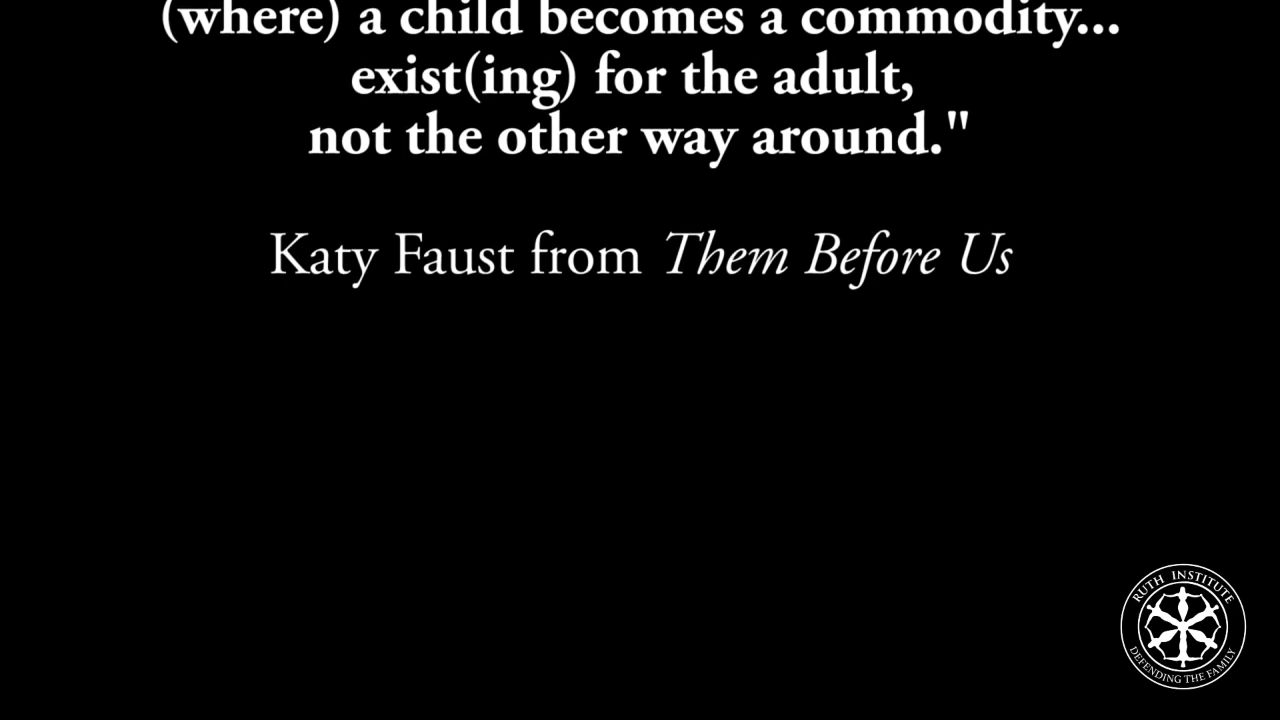 (where) a child becomes a commodity...
exist(ing) for the adult,
not the other way around."
Katy Faust from Them Before Us
RUTH INSTITUTE
DEFENDING THE FAMILY